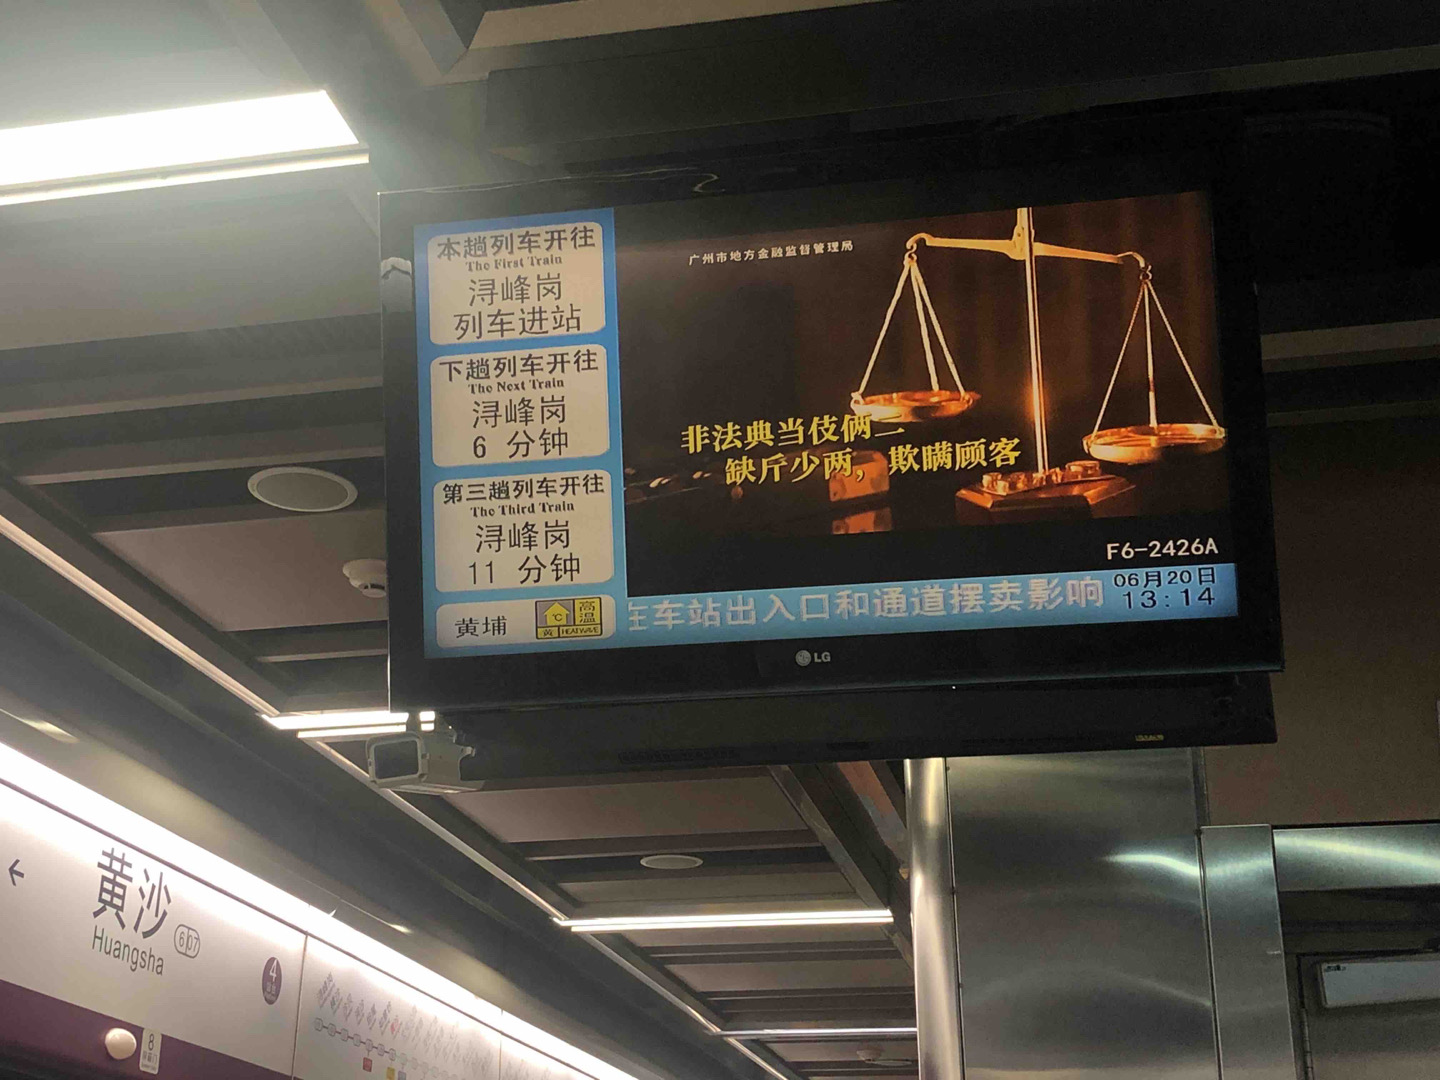 本趟列车开往
The First Train
浔峰岗
列车进站
下趟列车开往
The Next Train
浔峰岗
6 分钟
第三趟列车开往
The Third Train
浔峰岗
11 分钟
黄埔
℃
高温
黄 HEAT WAVE
广州市地方金融监督管理局
非法典当伎俩二
缺斤少两，欺瞒顾客
F6-2426A
车站出入口和通道摆卖影响
06月20日
13:14
LG
黄沙
Huangsha
6 07
4
8